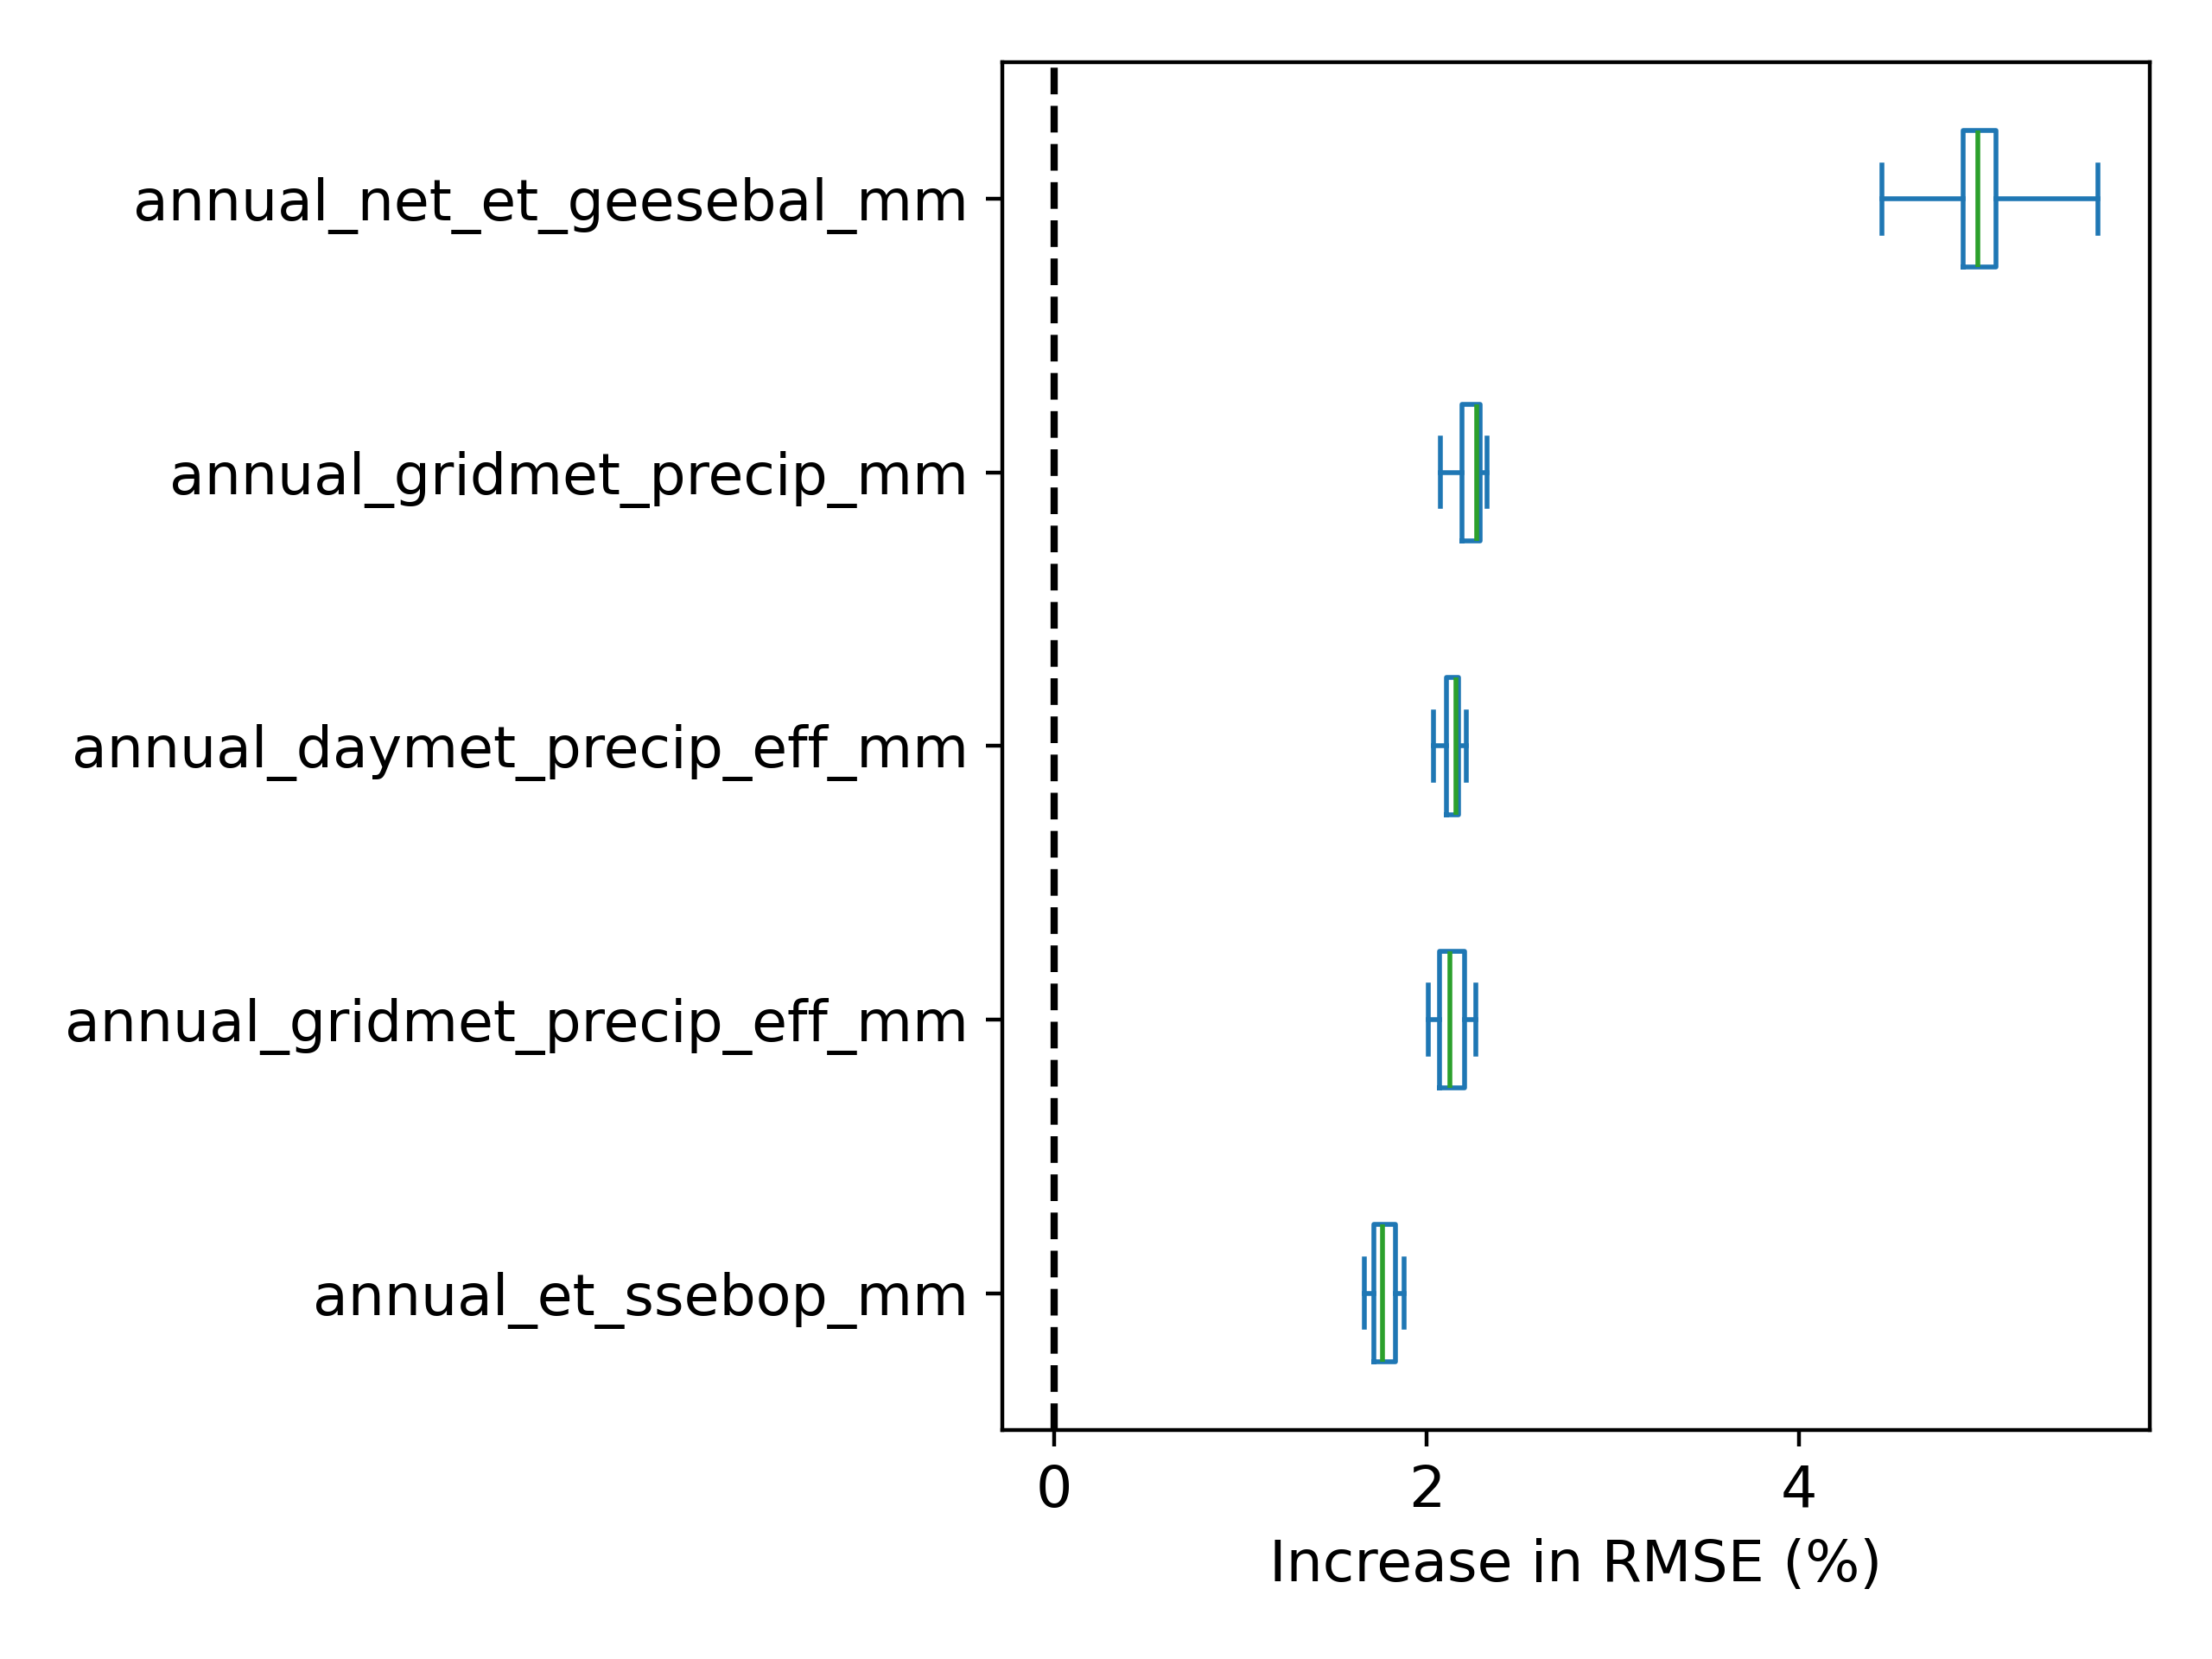 annual_net_et_geesebal_mm
annual_gridmet_precip_mm
annual_daymet_precip_eff_mm
annual_gridmet_precip_eff_mm
annual_et_ssebop_mm
0 2 4
Increase in RMSE (%)